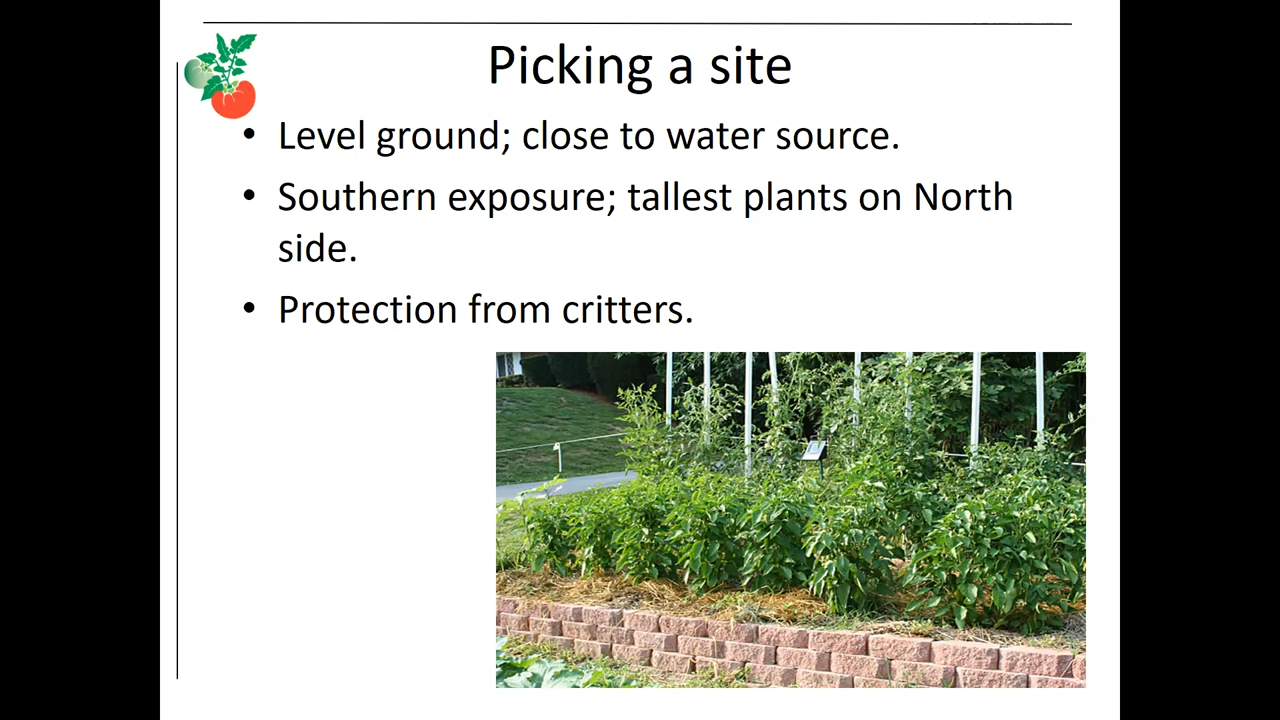 Picking a site
• Level ground; close to water source.
• Southern exposure; tallest plants on North
side.
• Protection from critters.